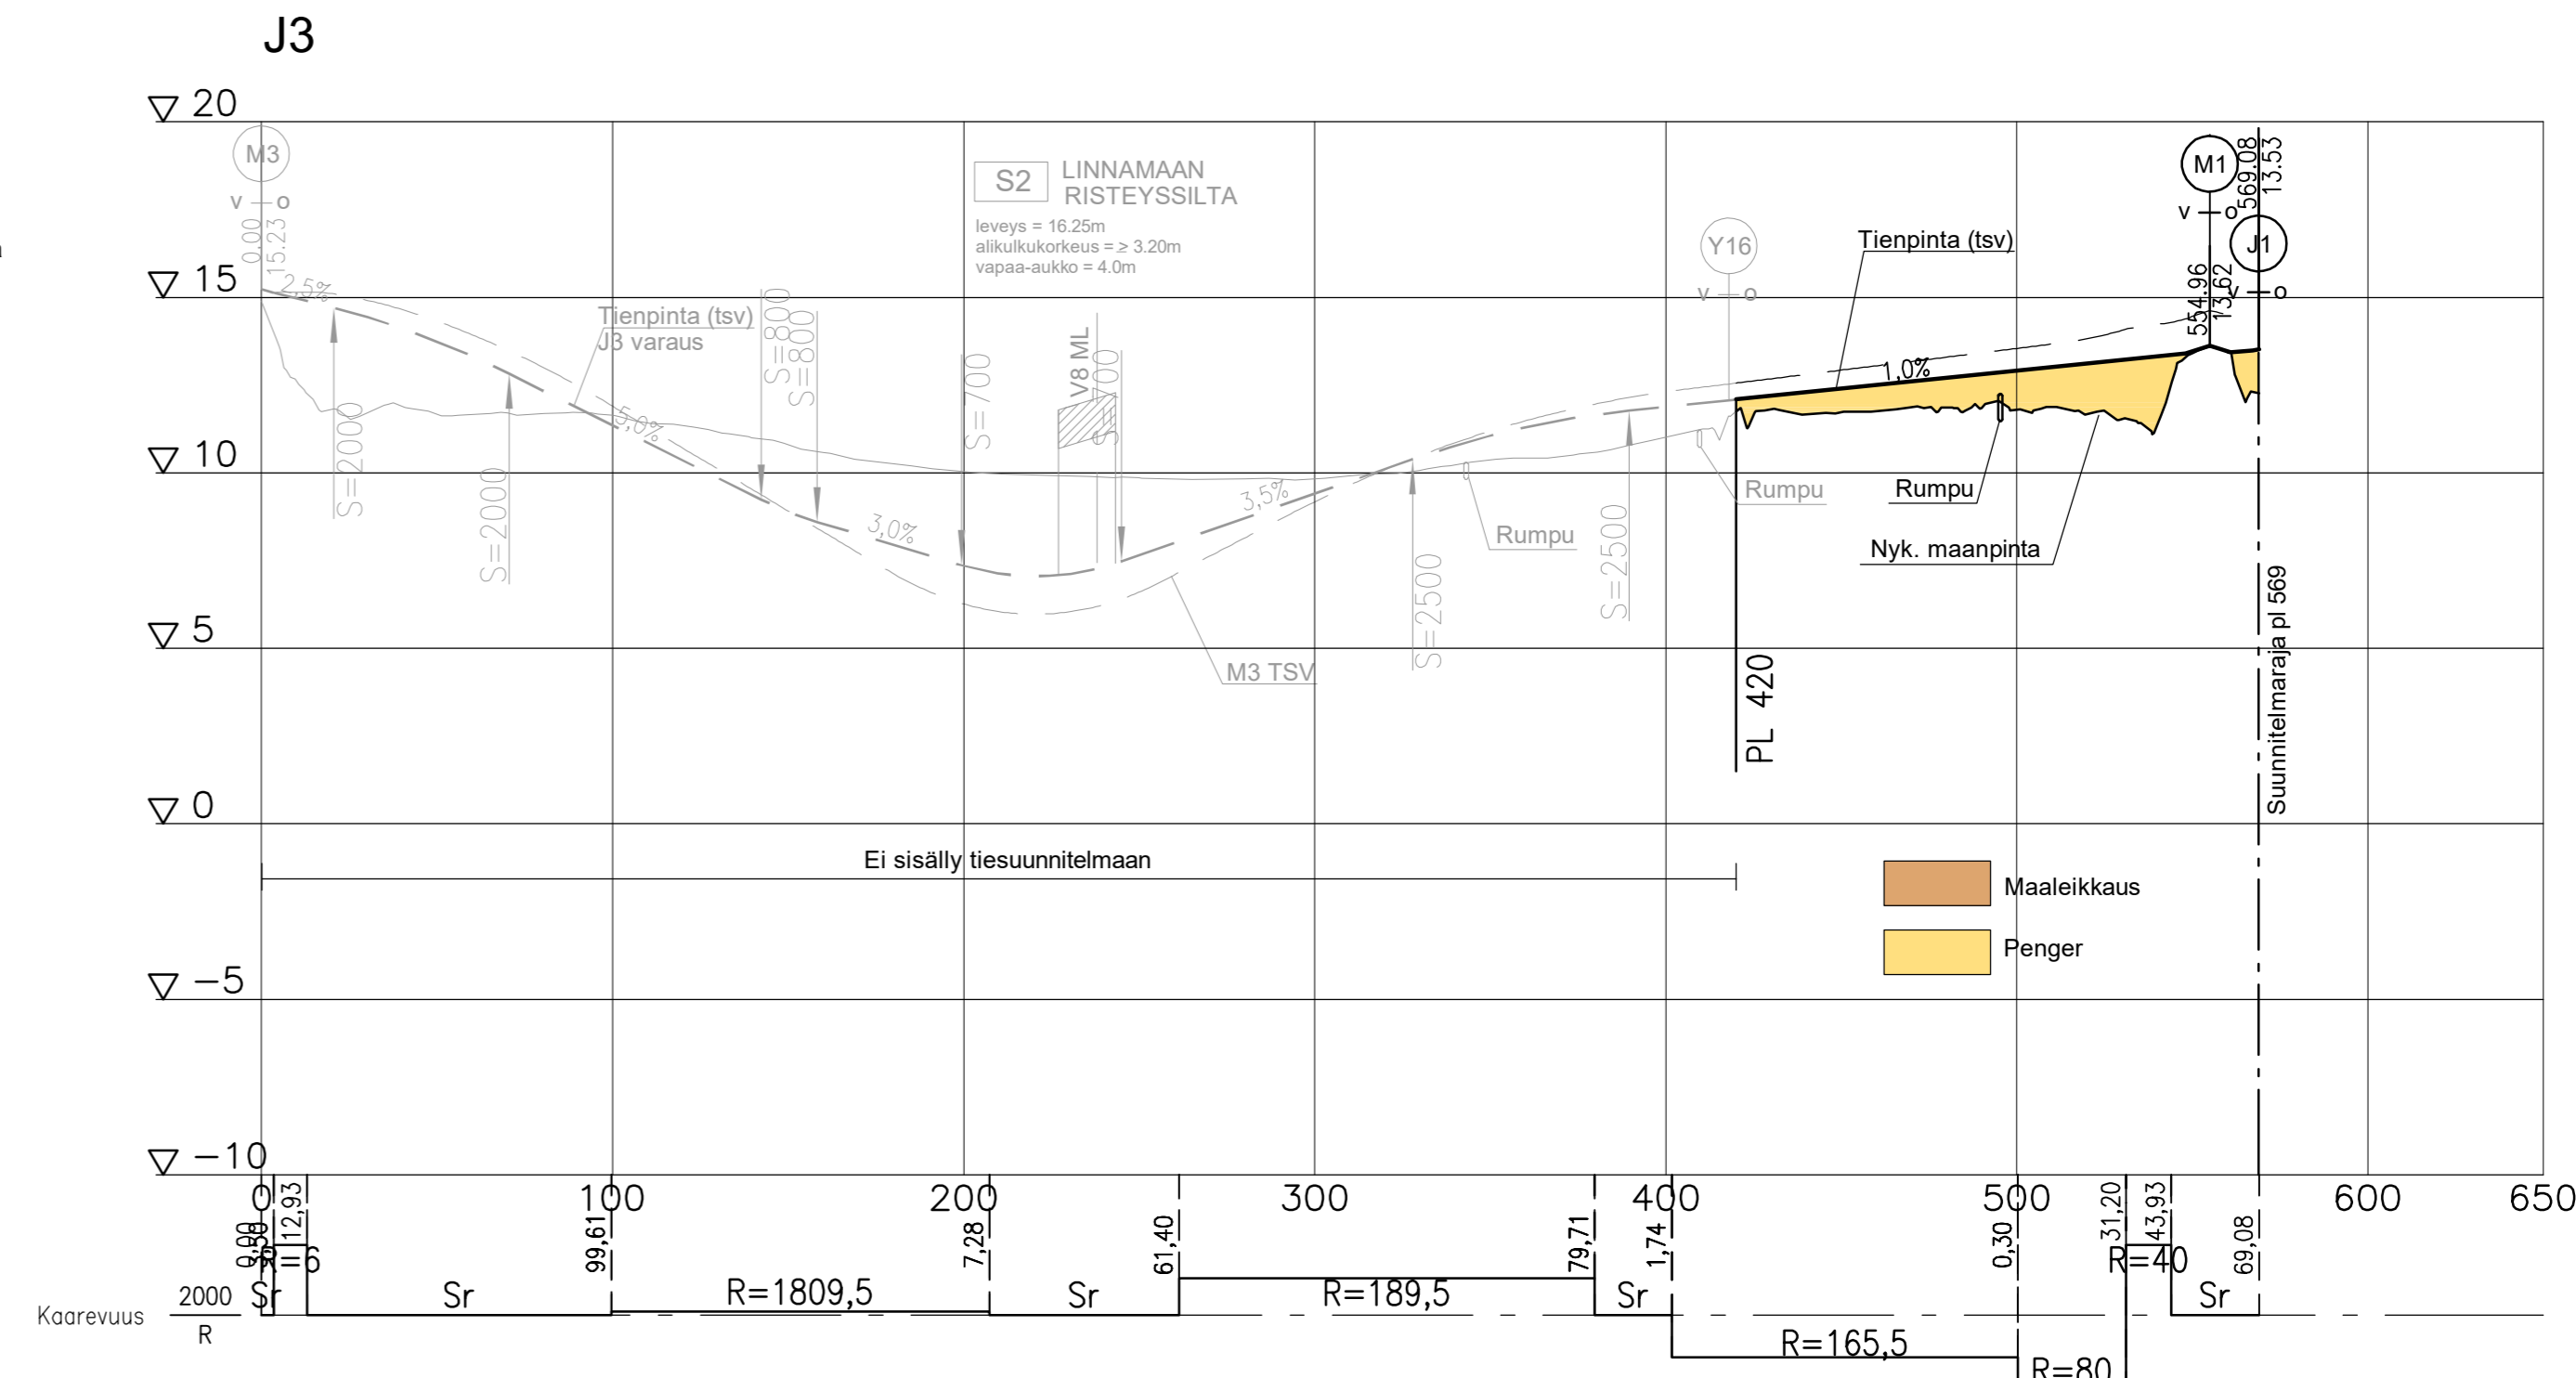 J3
20
15
10
5
0
−5
−10
M3
v
o
0.00
15.23
2,5%
S=2000
S=2000
Tienpinta (tsv)
J3 varaus
5,0%
S=800
S=800
3,0%
S2
LINNAMAAN
RISTEYSSILTA
leveys = 16.25m
alikulkukorkeus = ≥ 3.20m
vapaa-aukko = 4.0m
S=700
V8 ML
S=700
3,5%
M3 TSV
S=2500
Rumpu
S=2500
Y16
v
o
Rumpu
PL 420
Tienpinta (tsv)
1,0%
Rumpu
Nyk. maanpinta
M1
v
o
554.96
13.62
569.08
13.53
J1
v
o
Suunnitelmaraja pl 569
Ei sisälly tiesuunnitelmaan
Maaleikkaus
Penger
0
100
200
300
400
500
600
650
0,00
3,50
12,93
99,61
7,28
61,40
79,71
1,74
0,30
31,20
43,93
69,08
Kaarevuus
2000
R
Sr
R=6
Sr
R=1809,5
Sr
R=189,5
Sr
R=165,5
R=80
R=40
Sr